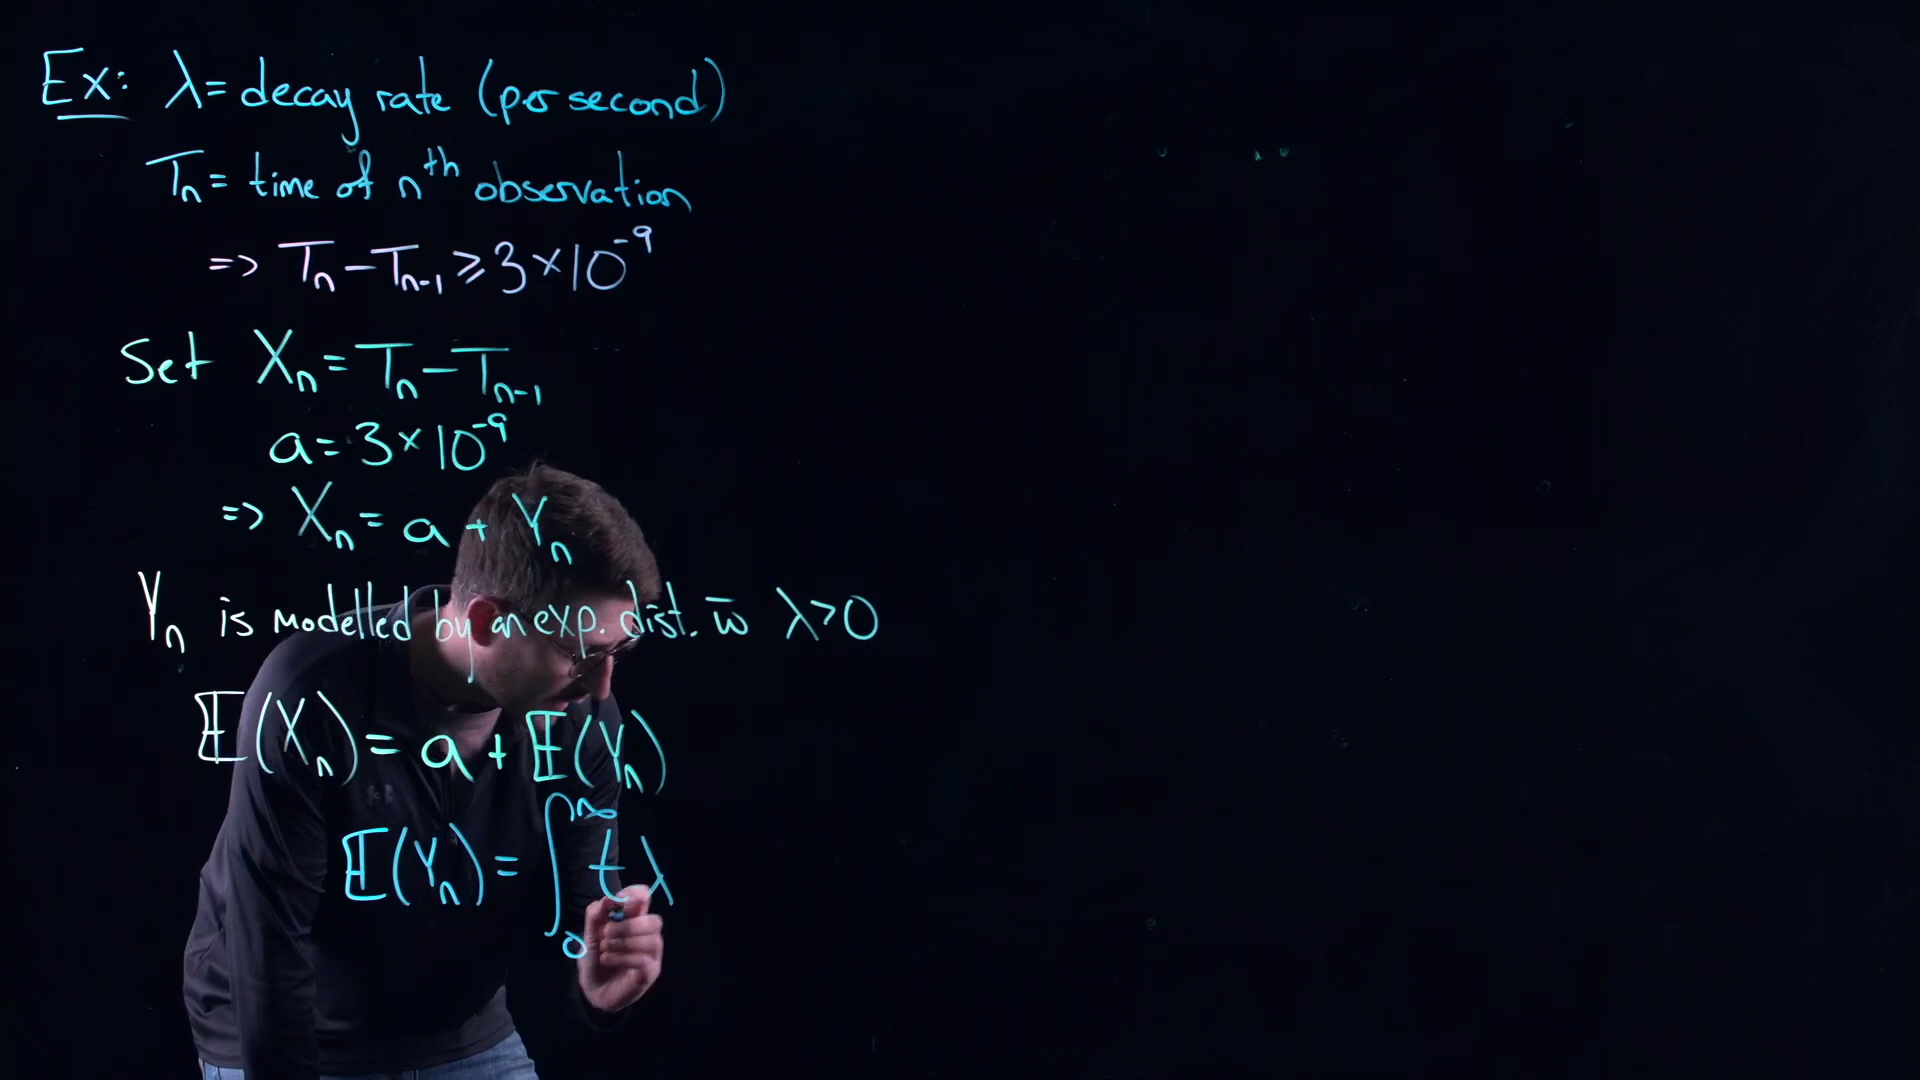 Ex: λ = decay rate (per second)
Tₙ = time of nᵗʰ observation
=> Tₙ - Tₙ₋₁ ≥ 3 × 10⁻⁹
Set Xₙ = Tₙ - Tₙ₋₁
a = 3 × 10⁻⁹
=> Xₙ = a + Yₙ
Yₙ is modelled by an exp. dist. w̄ λ > 0
𝔼(Xₙ) = a + 𝔼(Yₙ)
𝔼(Yₙ) = ∫₀^∞ t λ